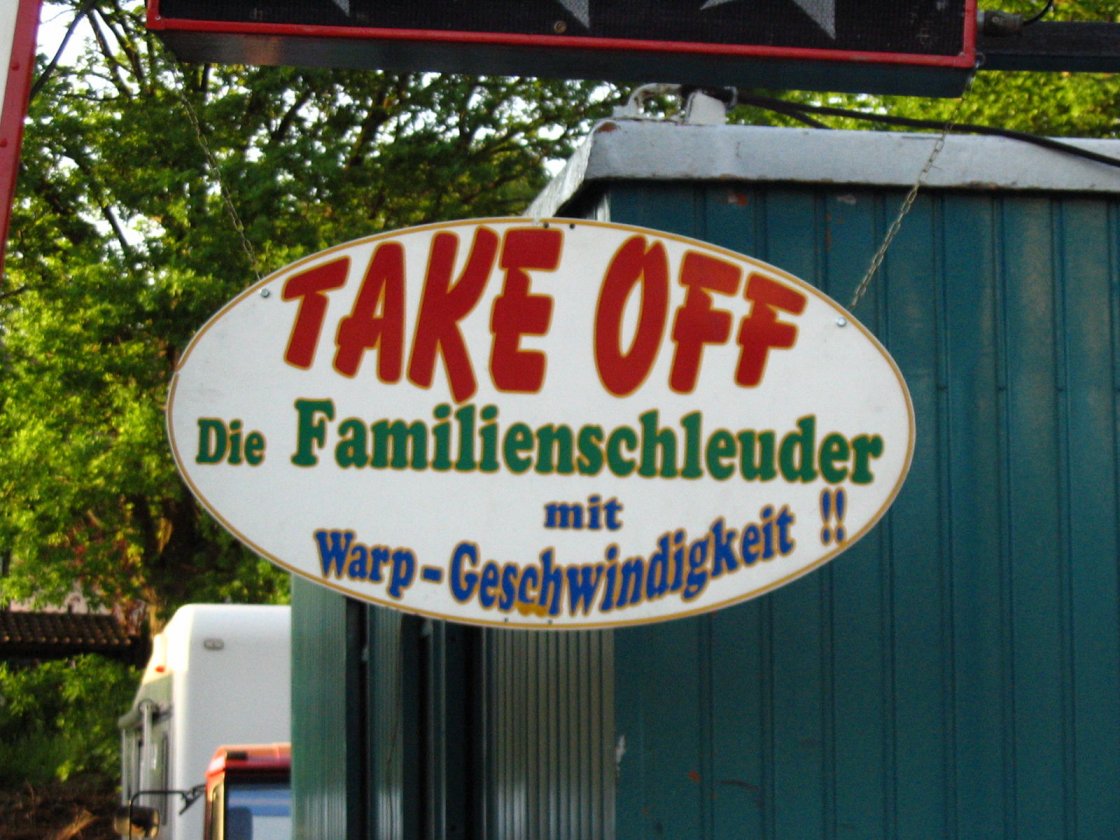 TAKE OFF
Die Familienschleuder
mit
Warp-Geschwindigkeit !!